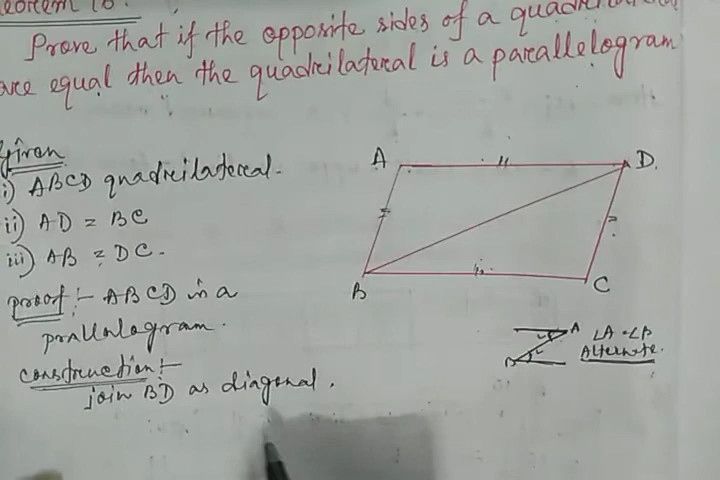 Prove that if the opposite sides of a
are equal then the quadrilateral is a parallelogram
Given
i) ABCD quadrilateral.
ii) AD = BC
iii) AB = DC.
proof :- ABCD is a
prallalogram.
construction :-
join BD as diagonal.
A
D.
B
C
A
B
∠A = ∠B
Alternate.